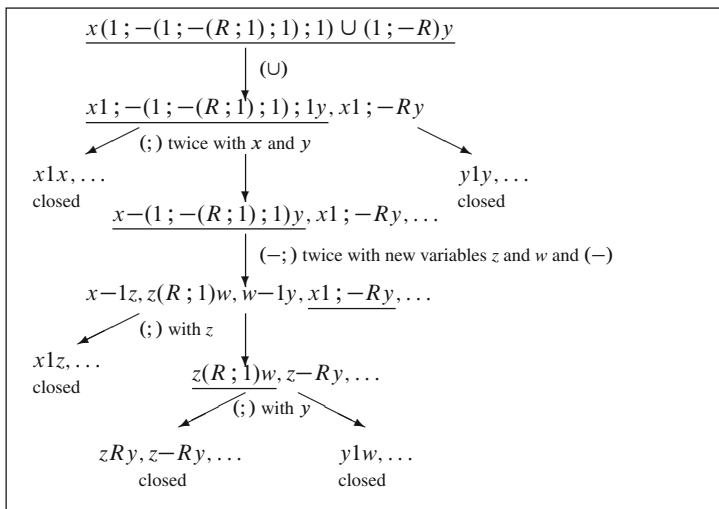 x(1 ; −(1 ; −(R ; 1) ; 1) ; 1) ∪ (1 ; −R)y
(∪)
x1 ; −(1 ; −(R ; 1) ; 1) ; 1y, x1 ; −Ry
(;) twice with x and y
x1x, . . .
closed
y1y, . . .
closed
x−(1 ; −(R ; 1) ; 1)y, x1 ; −Ry, . . .
(−;) twice with new variables z and w and (−)
x−1z, z(R ; 1)w, w−1y, x1 ; −Ry, . . .
(;) with z
x1z, . . .
closed
z(R ; 1)w, z−Ry, . . .
(;) with y
zRy, z−Ry, . . .
closed
y1w, . . .
closed